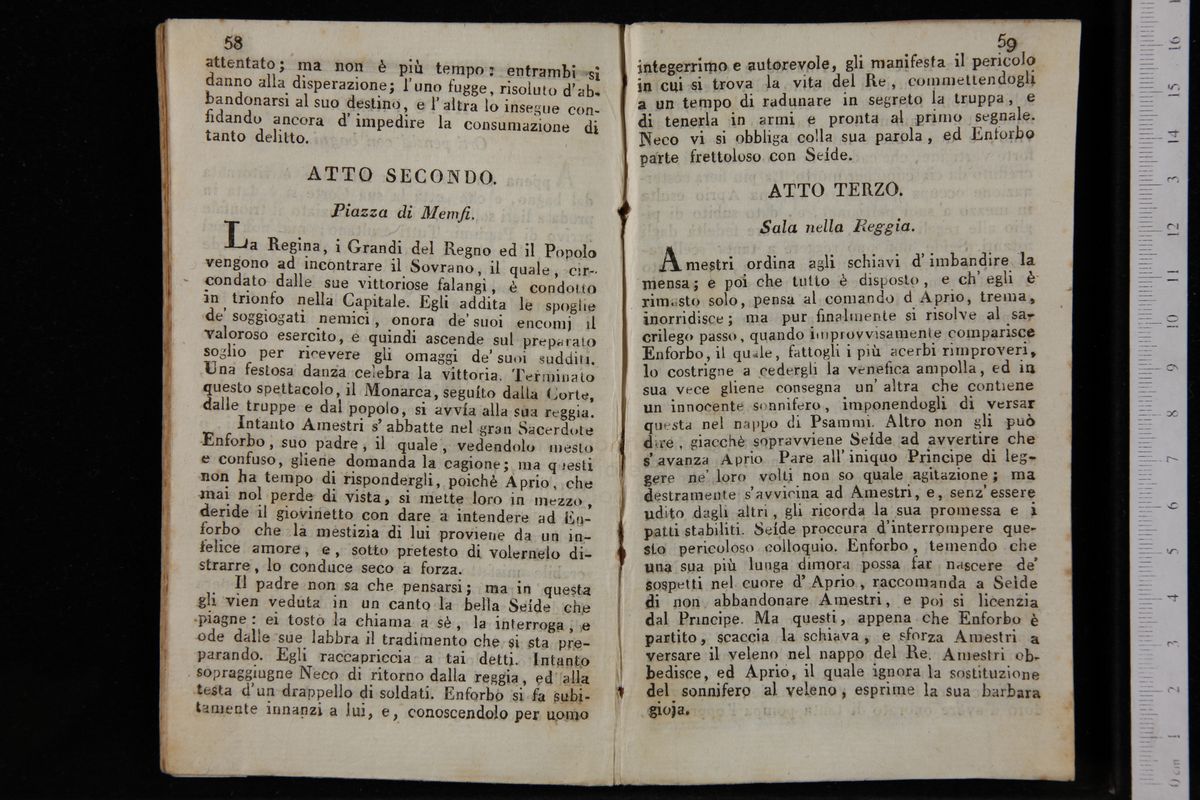 58
attentato; ma non è più tempo: entrambi si
danno alla disperazione; l'uno fugge, risoluto d'ab-
bandonarsi al suo destino, e l'altra lo insegue con-
fidando ancora d'impedire la consumazione di
tanto delitto.
ATTO SECONDO.
Piazza di Memfi.
La Regina, i Grandi del Regno ed il Popolo
vengono ad incontrare il Sovrano, il quale, cir-
condato dalle sue vittoriose falangi, è condotto
in trionfo nella Capitale. Egli addita le spoglie
de' soggiogati nemici, onora de' suoi encomj il
valoroso esercito, e quindi ascende sul preparato
soglio per ricevere gli omaggi de' suoi sudditi.
Una festosa danza celebra la vittoria. Terminato
questo spettacolo, il Monarca, seguíto dalla Corte,
dalle truppe e dal popolo, si avvía alla sua reggia.
Intanto Amestri s'abbatte nel gran Sacerdote
Enforbo, suo padre, il quale, vedendolo mesto
e confuso, gliene domanda la cagione; ma questi
non ha tempo di rispondergli, poichè Aprio, che
mai nol perde di vista, si mette loro in mezzo,
deride il giovinetto con dare a intendere ad En-
forbo che la mestizia di lui proviene da un in-
felice amore, e, sotto pretesto di volernelo di-
strarre, lo conduce seco a forza.
Il padre non sa che pensarsi; ma in questa
gli vien veduta in un canto la bella Seíde che
piagne: ei tosto la chiama a sè, la interroga, e
ode dalle sue labbra il tradimento che si sta pre-
parando. Egli raccapriccia a tai detti. Intanto
sopraggiugne Neco di ritorno dalla reggia, ed alla
testa d'un drappello di soldati. Enforbo si fa subi-
tamente innanzi a lui, e, conoscendolo per uomo
59
integerrimo e autorevole, gli manifesta il pericolo
in cui si trova la vita del Re, commettendogli
a un tempo di radunare in segreto la truppa, e
di tenerla in armi e pronta al primo segnale.
Neco vi si obbliga colla sua parola, ed Enforbo
parte frettoloso con Seíde.
ATTO TERZO.
Sala nella Reggia.
Amestri ordina agli schiavi d'imbandire la
mensa; e poi che tutto è disposto, e ch'egli è
rimasto solo, pensa al comando d'Aprio, trema,
inorridisce; ma pur finalmente si risolve al sa-
crilego passo, quando improvvisamente comparisce
Enforbo, il quale, fattogli i più acerbi rimproveri,
lo costrigne a cedergli la venefica ampolla, ed in
sua vece gliene consegna un'altra che contiene
un innocente sonnifero, imponendogli di versar
questa nel nappo di Psammi. Altro non gli può
dire, giacchè sopravviene Seíde ad avvertire che
s'avanza Aprio. Pare all'iniquo Principe di leg-
gere ne' loro volti non so quale agitazione; ma
destramente s'avvicina ad Amestri, e, senz'essere
udito dagli altri, gli ricorda la sua promessa e i
patti stabiliti. Seíde proccura d'interrompere que-
sto pericoloso colloquio. Enforbo, temendo che
una sua più lunga dimora possa far nascere de'
sospetti nel cuore d'Aprio, raccomanda a Seíde
di non abbandonare Amestri, e poi si licenzia
dal Principe. Ma questi, appena che Enforbo è
partito, scaccia la schiava, e sforza Amestri a
versare il veleno nel nappo del Re. Amestri ob-
bedisce, ed Aprio, il quale ignora la sostituzione
del sonnifero al veleno, esprime la sua barbara
gioja.
0 cm 1 2 3 4 5 6 7 8 9 10 11 12 13 14 15 16